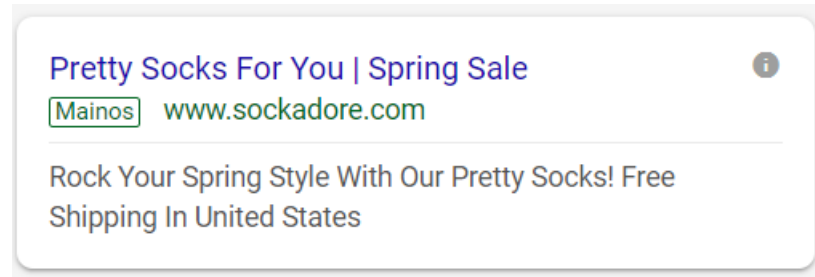 Pretty Socks For You | Spring Sale
Mainos www.sockadore.com
Rock Your Spring Style With Our Pretty Socks! Free
Shipping In United States